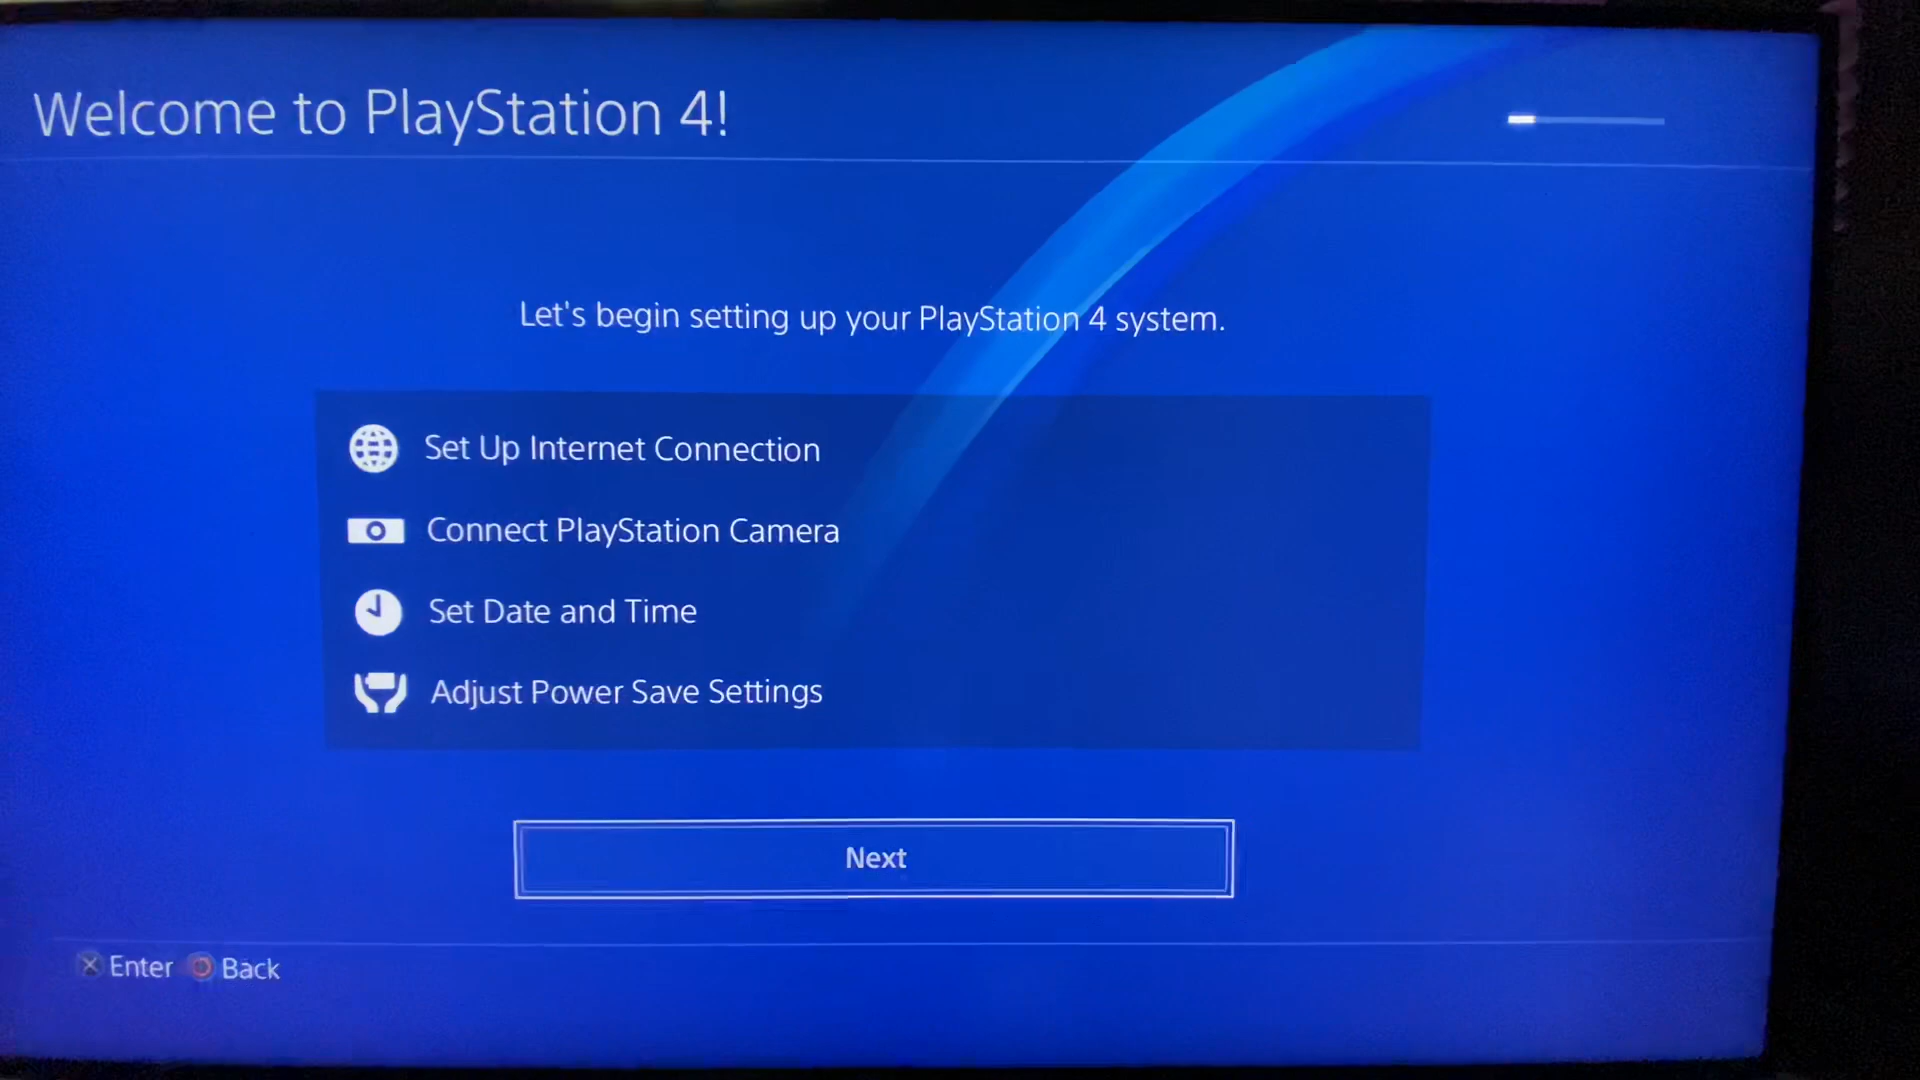 Welcome to PlayStation 4!
Let's begin setting up your PlayStation 4 system.
Set Up Internet Connection
Connect PlayStation Camera
Set Date and Time
Adjust Power Save Settings
Next
Enter Back